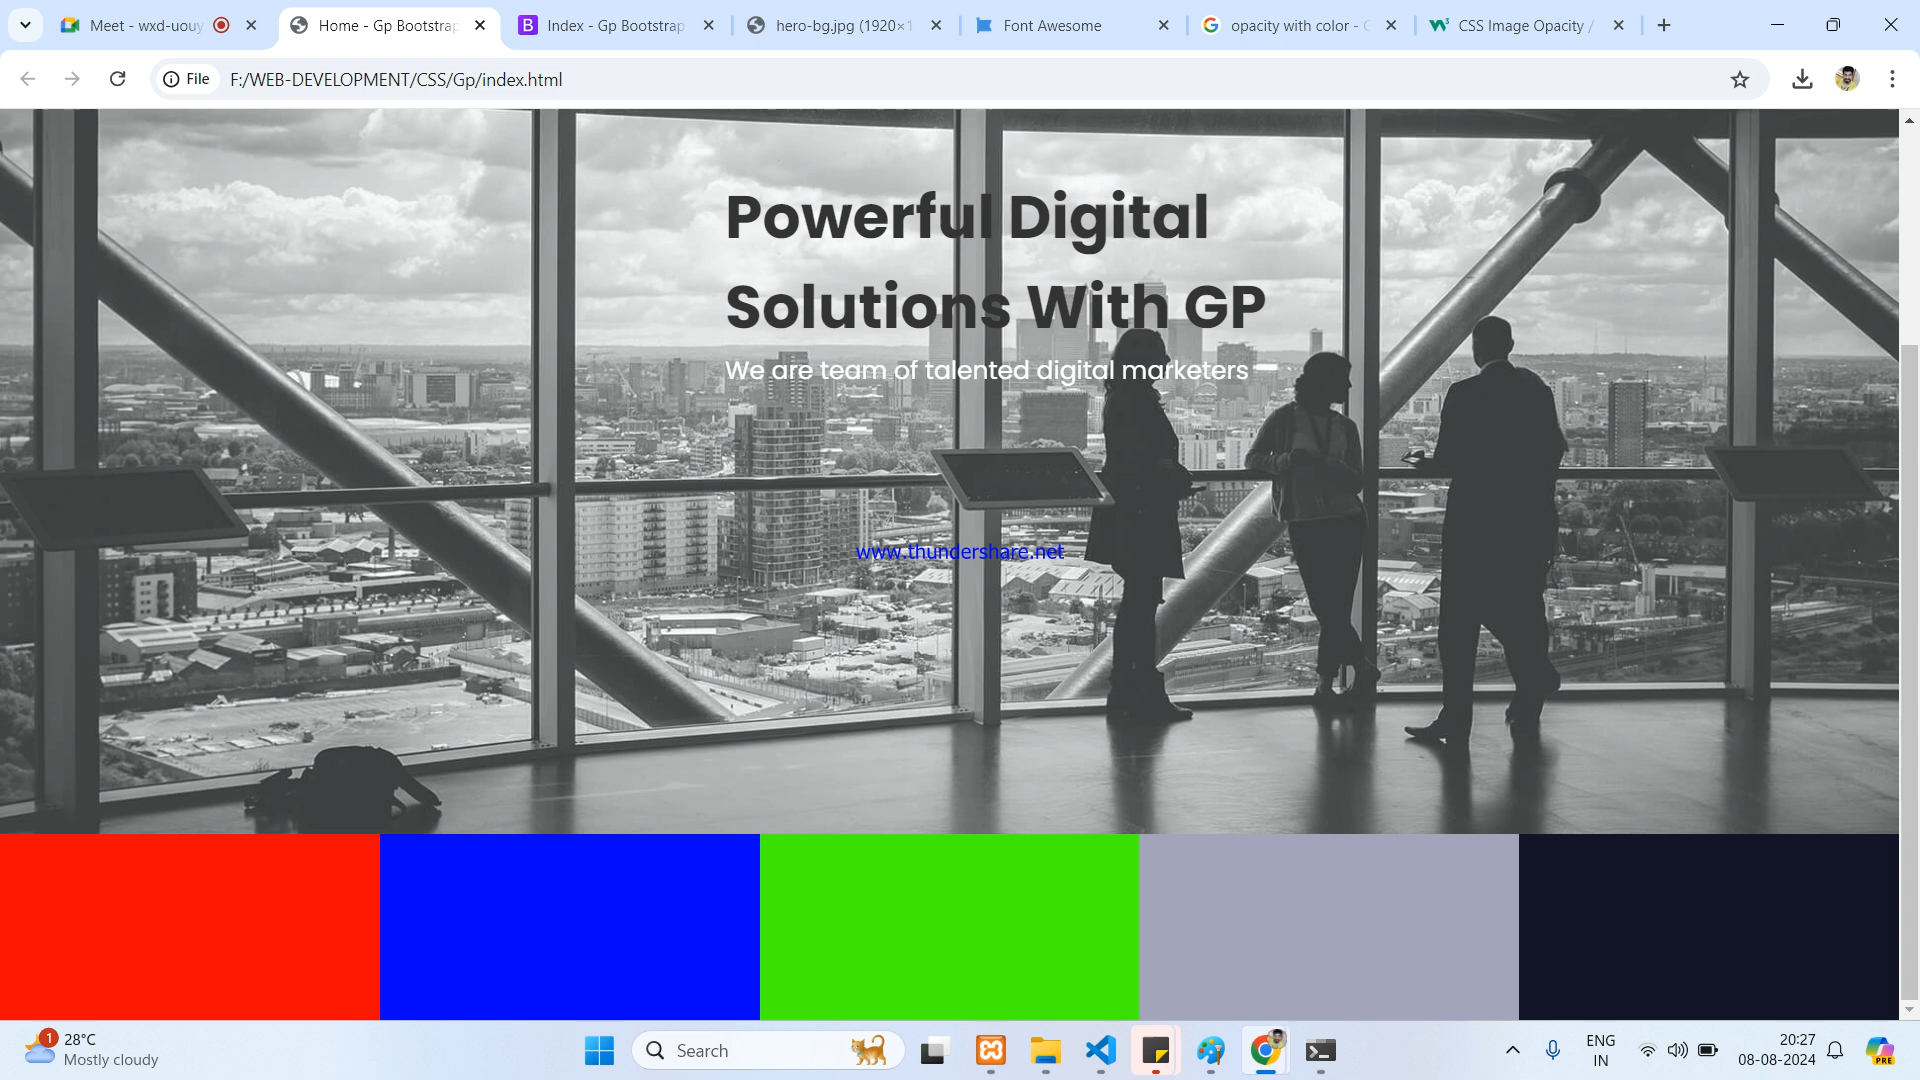 Meet - wxd-uouy
Home - Gp Bootstrap
Index - Gp Bootstrap
hero-bg.jpg (1920×1
Font Awesome
opacity with color - G
CSS Image Opacity /
File
F:/WEB-DEVELOPMENT/CSS/Gp/index.html
Powerful Digital
Solutions With GP
We are team of talented digital marketers
www.thundershare.net
1
28°C
Mostly cloudy
Search
ENG
IN
20:27
08-08-2024
PRE